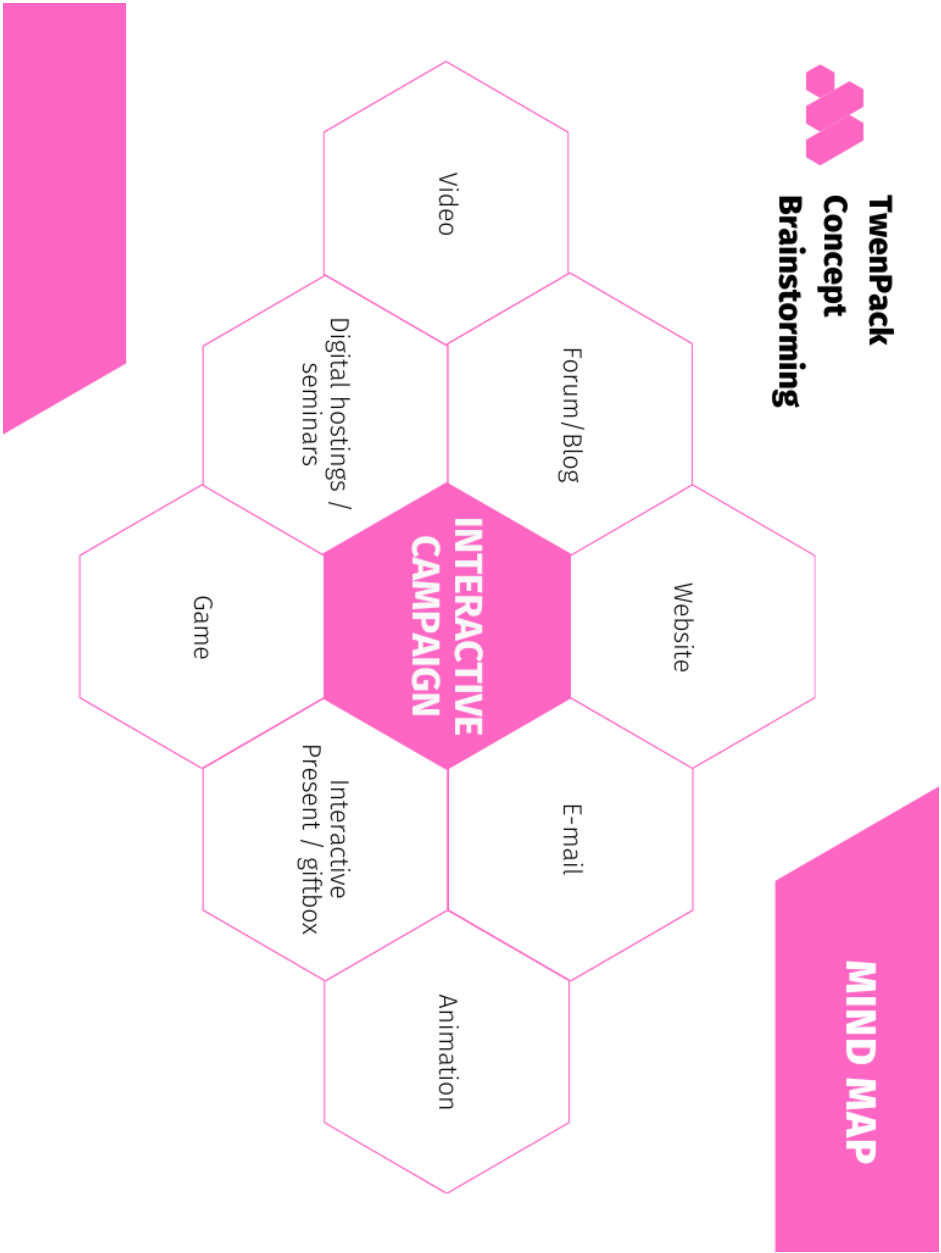 TwenPack
Concept
Brainstorming
MIND MAP
Website
Forum/Blog
E-mail
Video
INTERACTIVE
CAMPAIGN
Animation
Digital hostings /
seminars
Interactive
Present / giftbox
Game